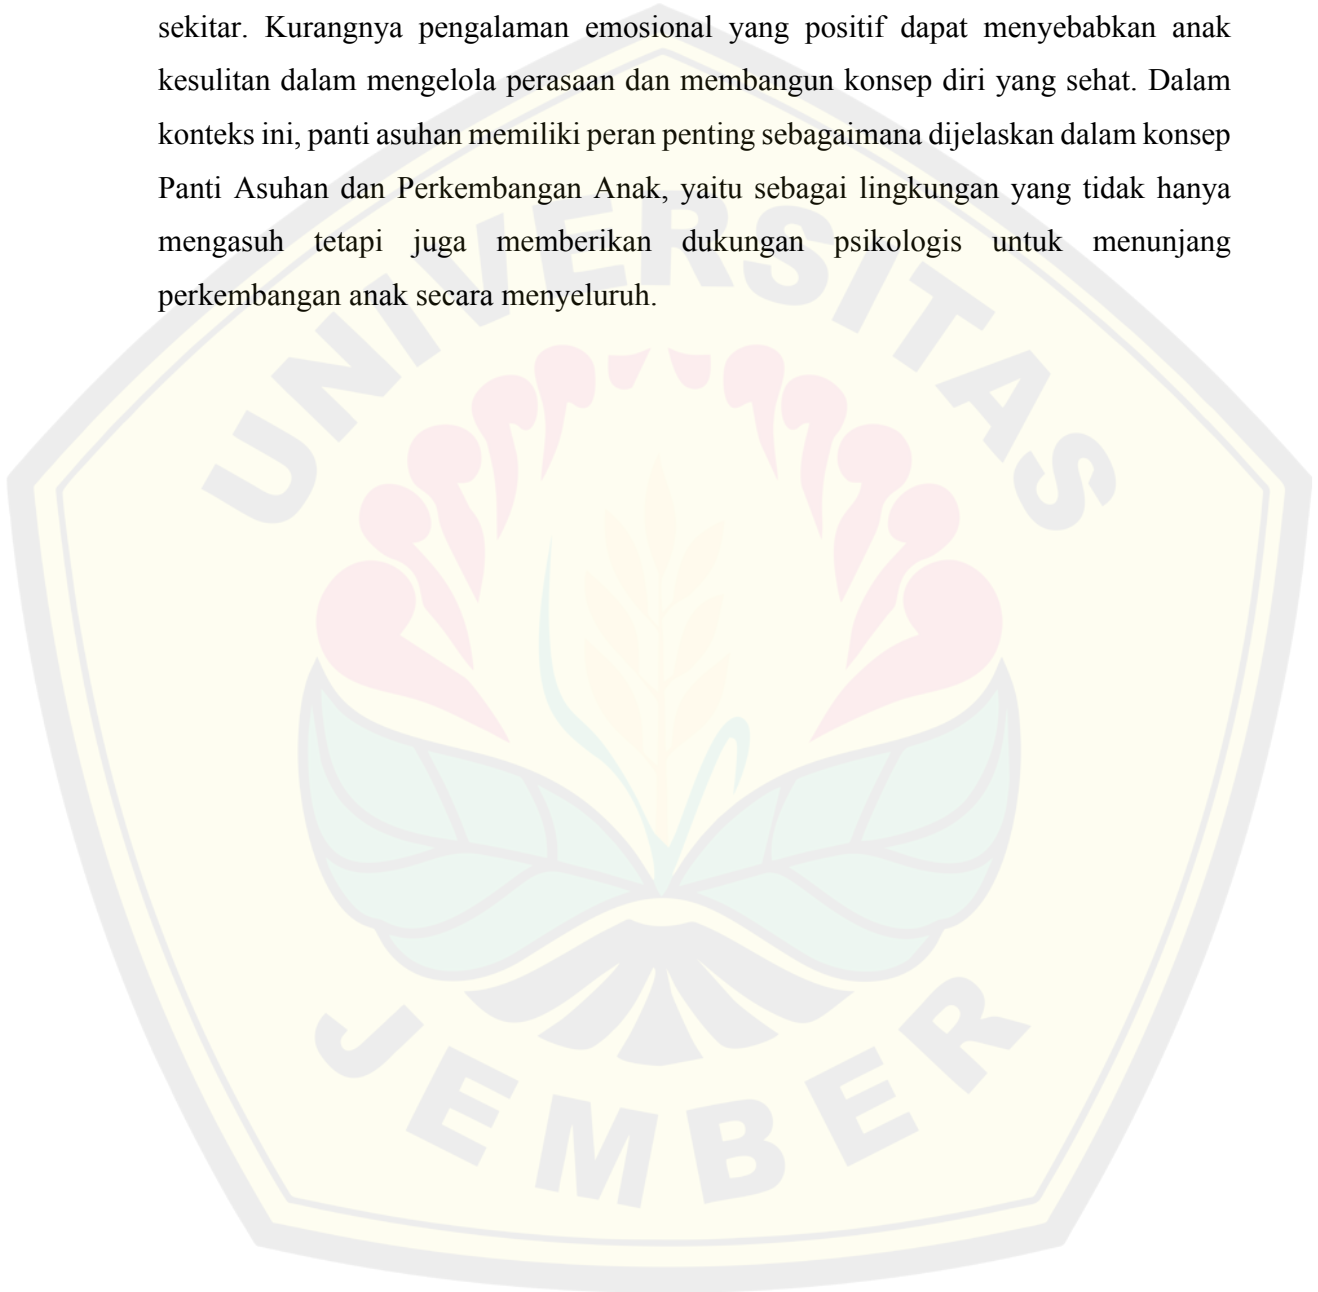 sekitar. Kurangnya pengalaman emosional yang positif dapat menyebabkan anak
kesulitan dalam mengelola perasaan dan membangun konsep diri yang sehat. Dalam
konteks ini, panti asuhan memiliki peran penting sebagaimana dijelaskan dalam konsep
Panti Asuhan dan Perkembangan Anak, yaitu sebagai lingkungan yang tidak hanya
mengasuh tetapi juga memberikan dukungan psikologis untuk menunjang
perkembangan anak secara menyeluruh.
UNIVERSITAS
JEMBER